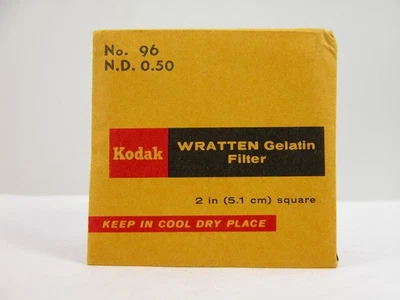 No. 96
N.D. 0.50
Kodak
WRATTEN Gelatin
Filter
2 in (5.1 cm) square
KEEP IN COOL DRY PLACE